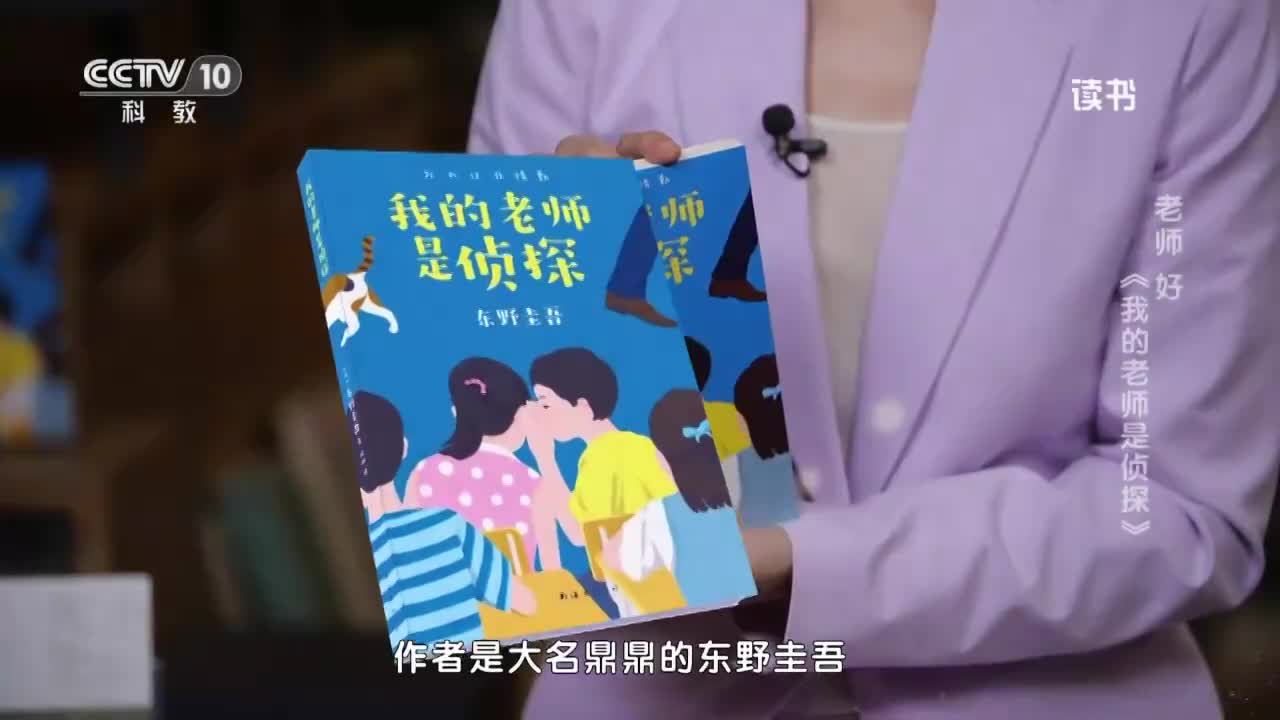 CCTV 10
科教
读书
老师好
《我的老师是侦探》
我的老师
是侦探
东野圭吾
师
探
作者是大名鼎鼎的东野圭吾